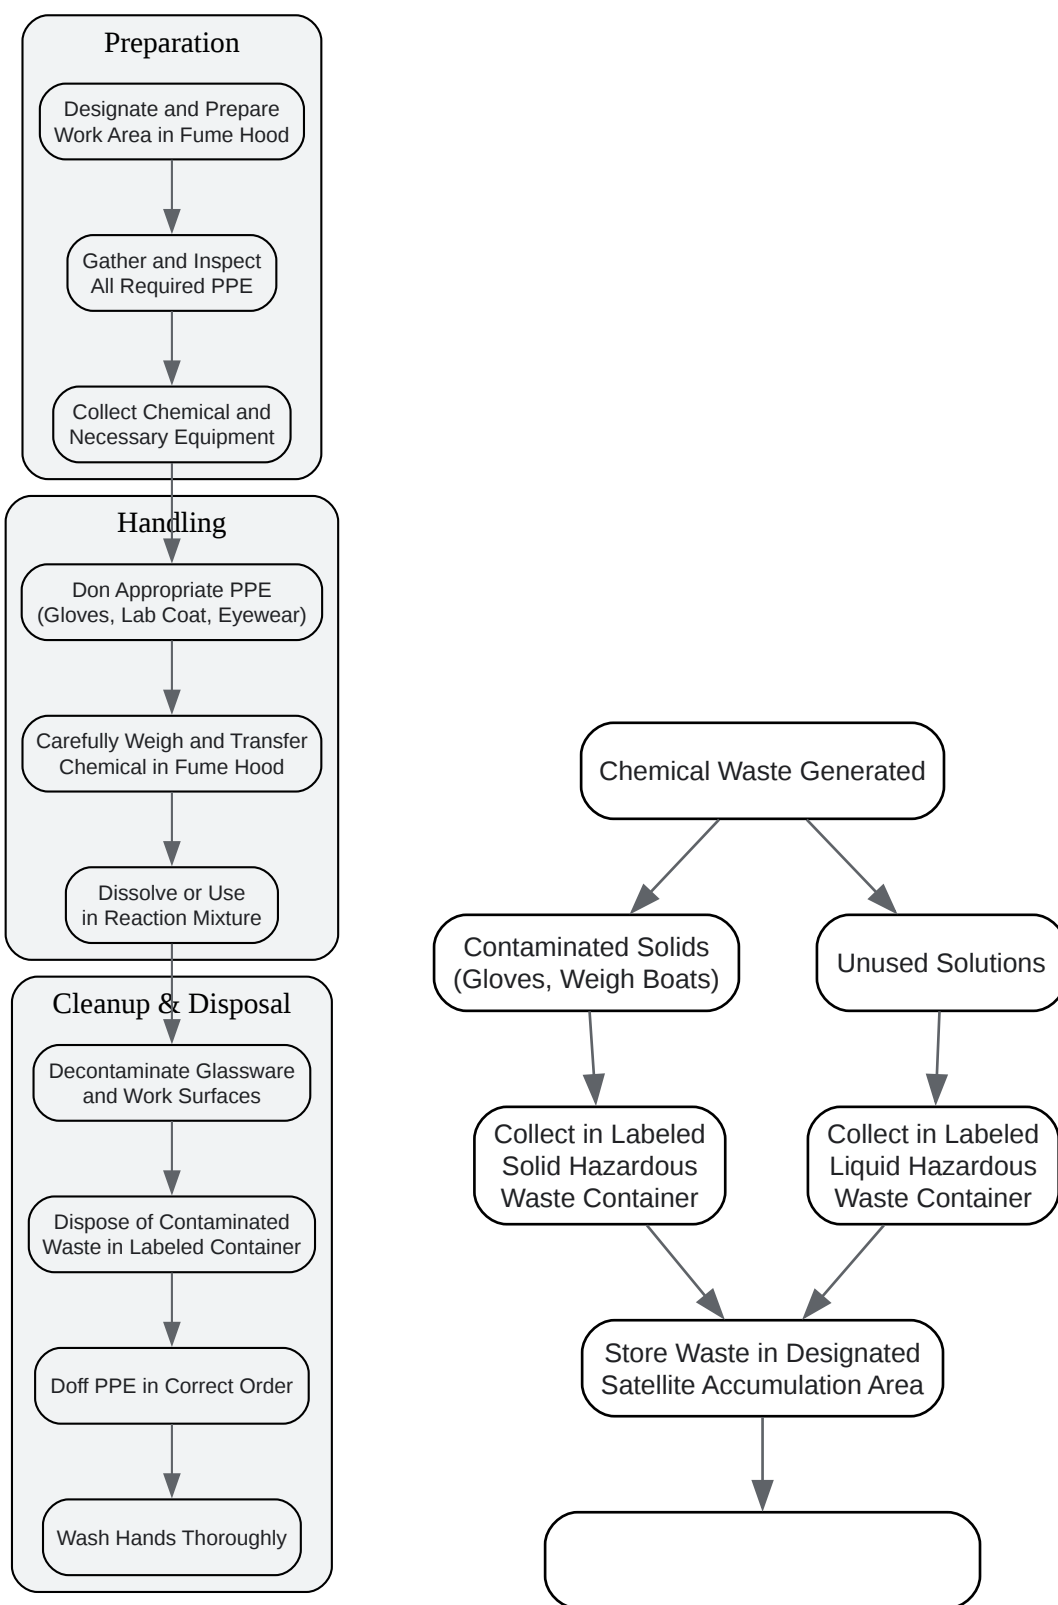 Preparation
Designate and Prepare
Work Area in Fume Hood
Gather and Inspect
All Required PPE
Collect Chemical and
Necessary Equipment
Handling
Don Appropriate PPE
(Gloves, Lab Coat, Eyewear)
Carefully Weigh and Transfer
Chemical in Fume Hood
Dissolve or Use
in Reaction Mixture
Cleanup & Disposal
Decontaminate Glassware
and Work Surfaces
Dispose of Contaminated
Waste in Labeled Container
Doff PPE in Correct Order
Wash Hands Thoroughly
Chemical Waste Generated
Contaminated Solids
(Gloves, Weigh Boats)
Unused Solutions
Collect in Labeled
Solid Hazardous
Waste Container
Collect in Labeled
Liquid Hazardous
Waste Container
Store Waste in Designated
Satellite Accumulation Area